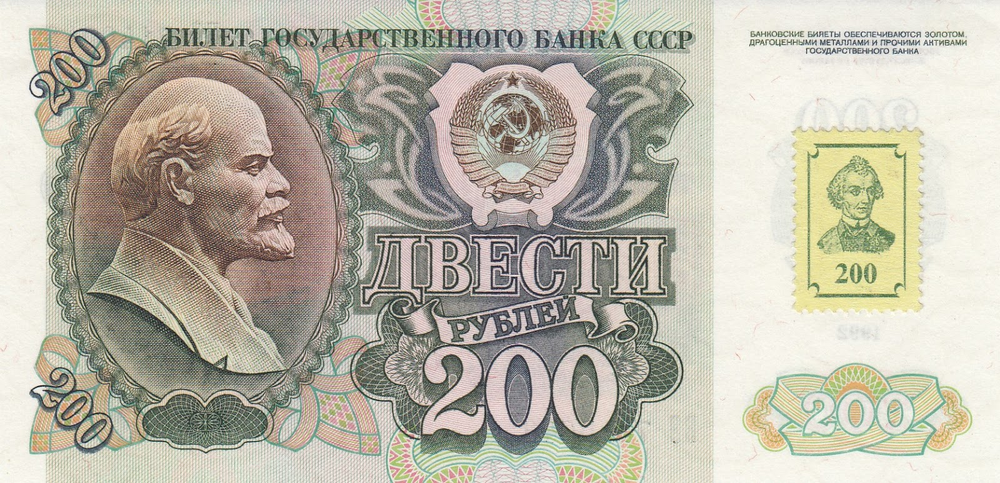 БИЛЕТ ГОСУДАРСТВЕННОГО БАНКА СССР
БАНКОВСКИЕ БИЛЕТЫ ОБЕСПЕЧИВАЮТСЯ ЗОЛОТОМ,
ДРАГОЦЕННЫМИ МЕТАЛЛАМИ И ПРОЧИМИ АКТИВАМИ
ГОСУДАРСТВЕННОГО БАНКА
200
ДВЕСТИ
РУБЛЕЙ
200
200
200
200
1992